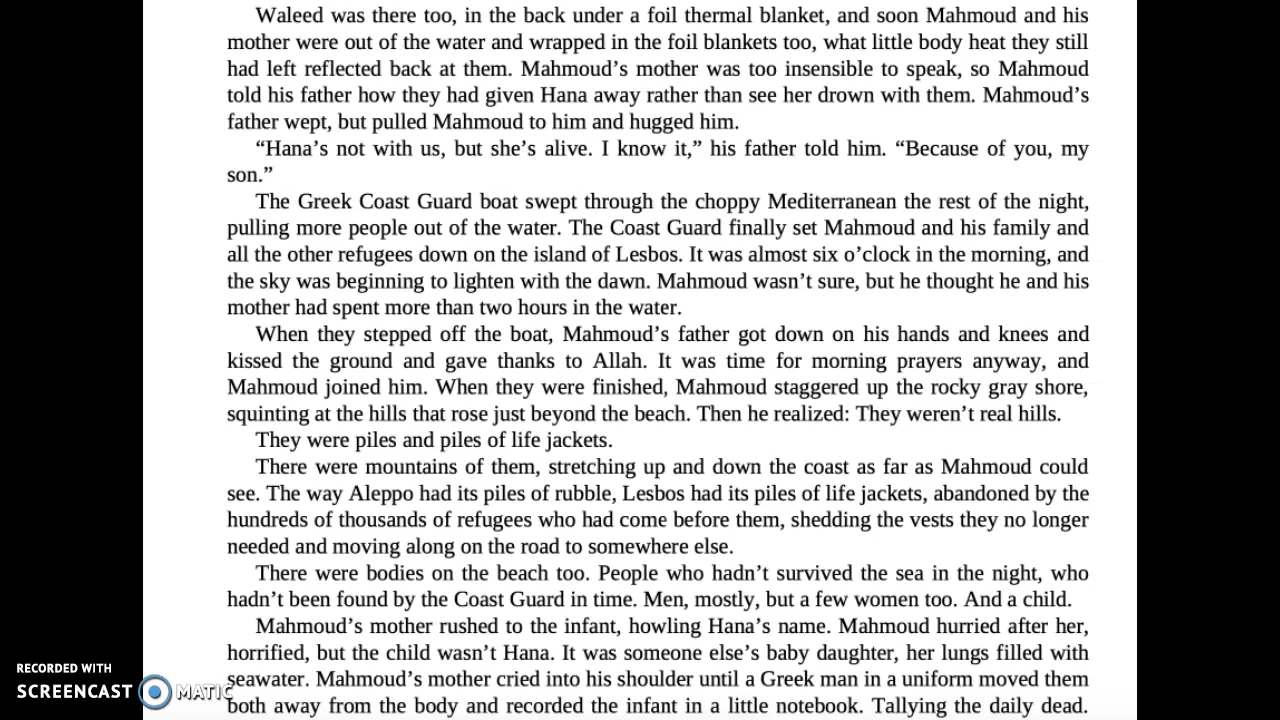 Waleed was there too, in the back under a foil thermal blanket, and soon Mahmoud and his
mother were out of the water and wrapped in the foil blankets too, what little body heat they still
had left reflected back at them. Mahmoud’s mother was too insensible to speak, so Mahmoud
told his father how they had given Hana away rather than see her drown with them. Mahmoud’s
father wept, but pulled Mahmoud to him and hugged him.
“Hana’s not with us, but she’s alive. I know it,” his father told him. “Because of you, my
son.”
The Greek Coast Guard boat swept through the choppy Mediterranean the rest of the night,
pulling more people out of the water. The Coast Guard finally set Mahmoud and his family and
all the other refugees down on the island of Lesbos. It was almost six o’clock in the morning, and
the sky was beginning to lighten with the dawn. Mahmoud wasn’t sure, but he thought he and his
mother had spent more than two hours in the water.
When they stepped off the boat, Mahmoud’s father got down on his hands and knees and
kissed the ground and gave thanks to Allah. It was time for morning prayers anyway, and
Mahmoud joined him. When they were finished, Mahmoud staggered up the rocky gray shore,
squinting at the hills that rose just beyond the beach. Then he realized: They weren’t real hills.
They were piles and piles of life jackets.
There were mountains of them, stretching up and down the coast as far as Mahmoud could
see. The way Aleppo had its piles of rubble, Lesbos had its piles of life jackets, abandoned by the
hundreds of thousands of refugees who had come before them, shedding the vests they no longer
needed and moving along on the road to somewhere else.
There were bodies on the beach too. People who hadn’t survived the sea in the night, who
hadn’t been found by the Coast Guard in time. Men, mostly, but a few women too. And a child.
Mahmoud’s mother rushed to the infant, howling Hana’s name. Mahmoud hurried after her,
horrified, but the child wasn’t Hana. It was someone else’s baby daughter, her lungs filled with
seawater. Mahmoud’s mother cried into his shoulder until a Greek man in a uniform moved them
both away from the body and recorded the infant in a little notebook. Tallying the daily dead.
RECORDED WITH
SCREENCAST MATIC